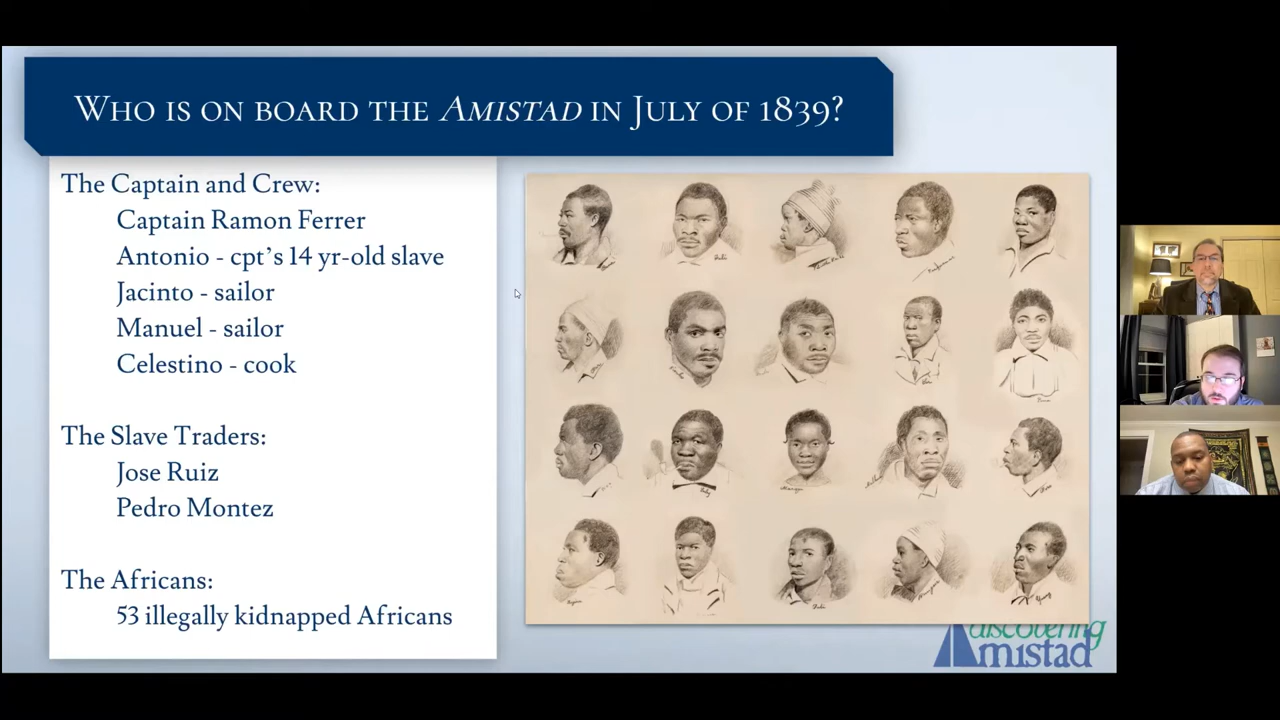 WHO IS ON BOARD THE AMISTAD IN JULY OF 1839?
The Captain and Crew:
Captain Ramon Ferrer
Antonio - cpt's 14 yr-old slave
Jacinto - sailor
Manuel - sailor
Celestino - cook
The Slave Traders:
Jose Ruiz
Pedro Montez
The Africans:
53 illegally kidnapped Africans
discovering
Amistad